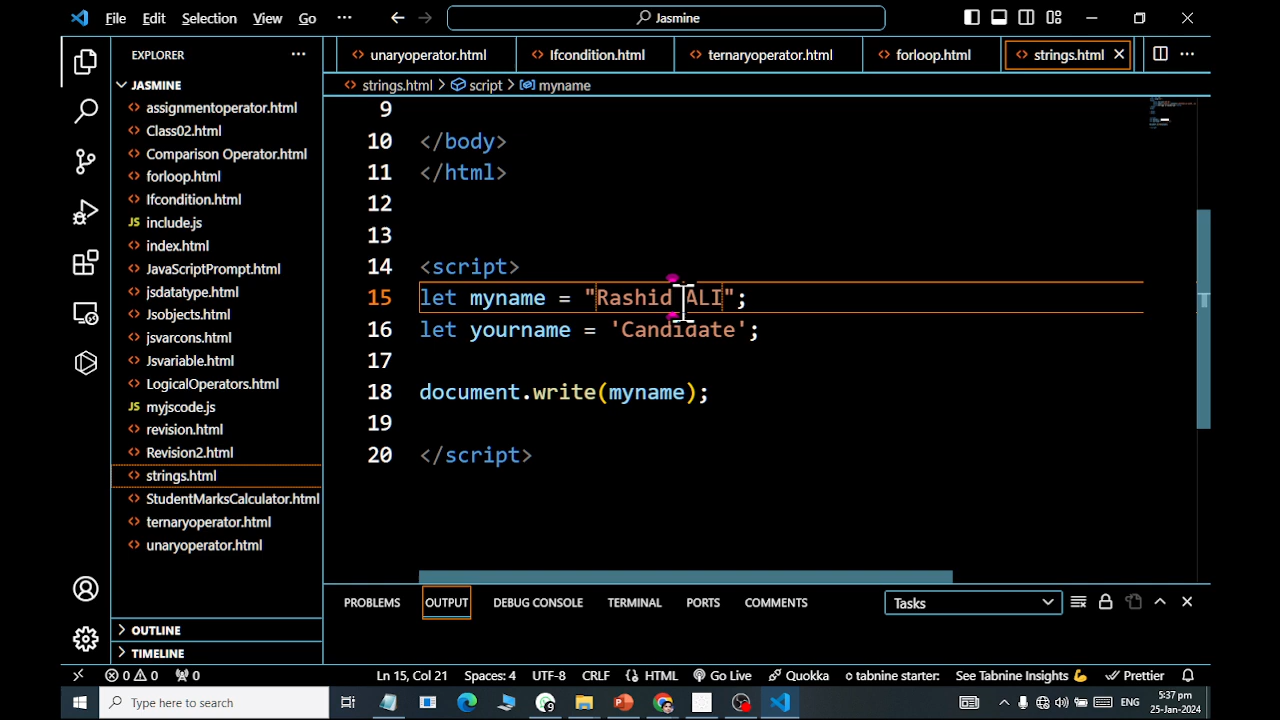 File Edit Selection View Go ··· Jasmine
EXPLORER ···
unaryoperator.html Ifcondition.html ternaryoperator.html forloop.html strings.html ···
strings.html > script > myname
JASMINE
assignmentoperator.html
Class02.html
Comparison Operator.html
forloop.html
Ifcondition.html
JS include.js
index.html
JavaScriptPrompt.html
jsdatatype.html
Jsobjects.html
jsvarcons.html
Jsvariable.html
LogicalOperators.html
JS myjscode.js
revision.html
Revision2.html
strings.html
StudentMarksCalculator.html
ternaryoperator.html
unaryoperator.html
OUTLINE
TIMELINE
9
10 </body>
11 </html>
12
13
14 <script>
15 let myname = "Rashid ALI";
16 let yourname = 'Candidate';
17
18 document.write(myname);
19
20 </script>
PROBLEMS OUTPUT DEBUG CONSOLE TERMINAL PORTS COMMENTS Tasks
0 0 0 Ln 15, Col 21 Spaces: 4 UTF-8 CRLF HTML Go Live Quokka tabnine starter: See Tabnine Insights 💪 Prettier
Type here to search
5:37 pm
25-Jan-2024